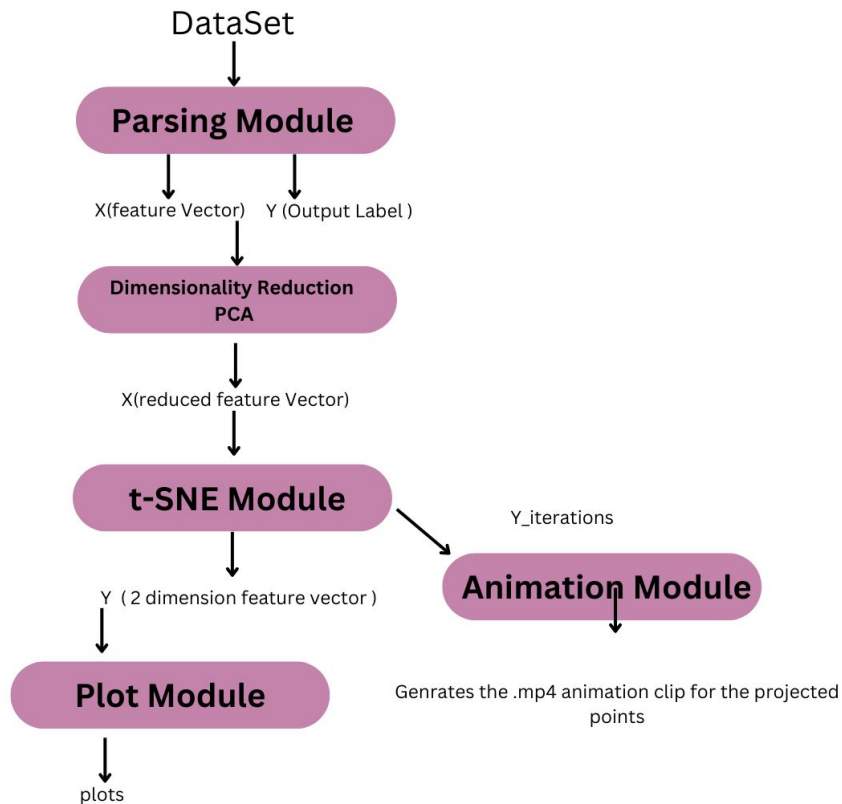 DataSet
Parsing Module
X(feature Vector)
Y (Output Label )
Dimensionality Reduction
PCA
X(reduced feature Vector)
t-SNE Module
Y_iterations
Animation Module
Y ( 2 dimension feature vector )
Plot Module
Genrates the .mp4 animation clip for the projected
points
plots